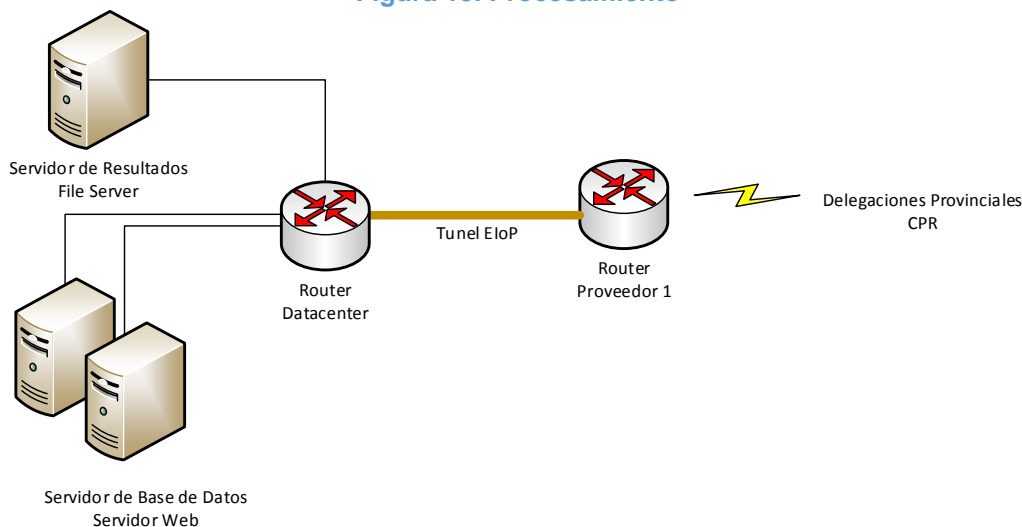 Servidor de Resultados
File Server
Tunel EIoP
Delegaciones Provinciales
CPR
Router
Datacenter
Router
Proveedor 1
Servidor de Base de Datos
Servidor Web